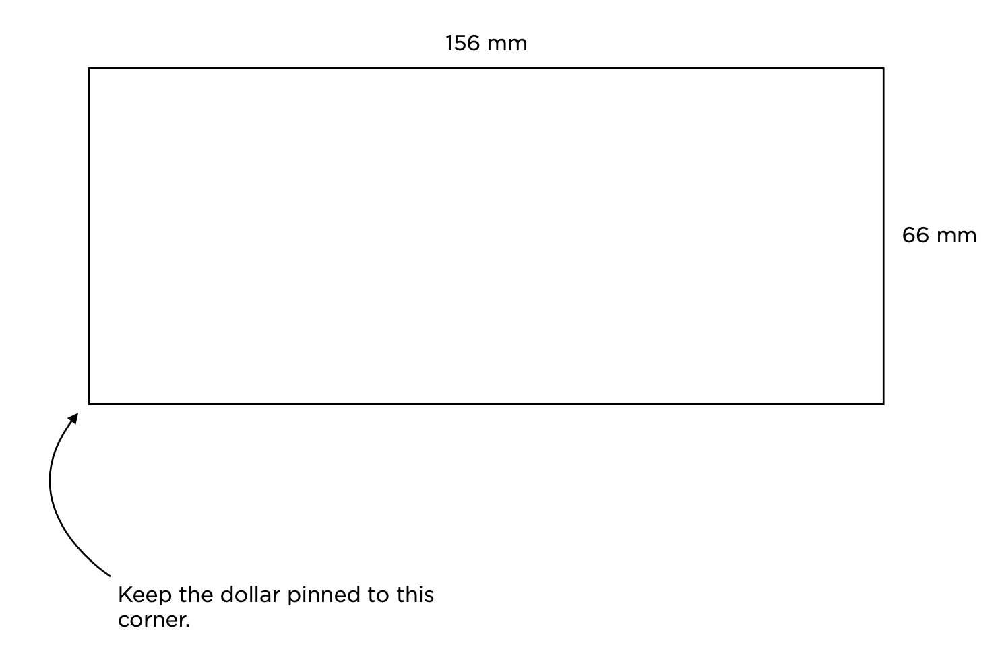 156 mm
66 mm
Keep the dollar pinned to this
corner.